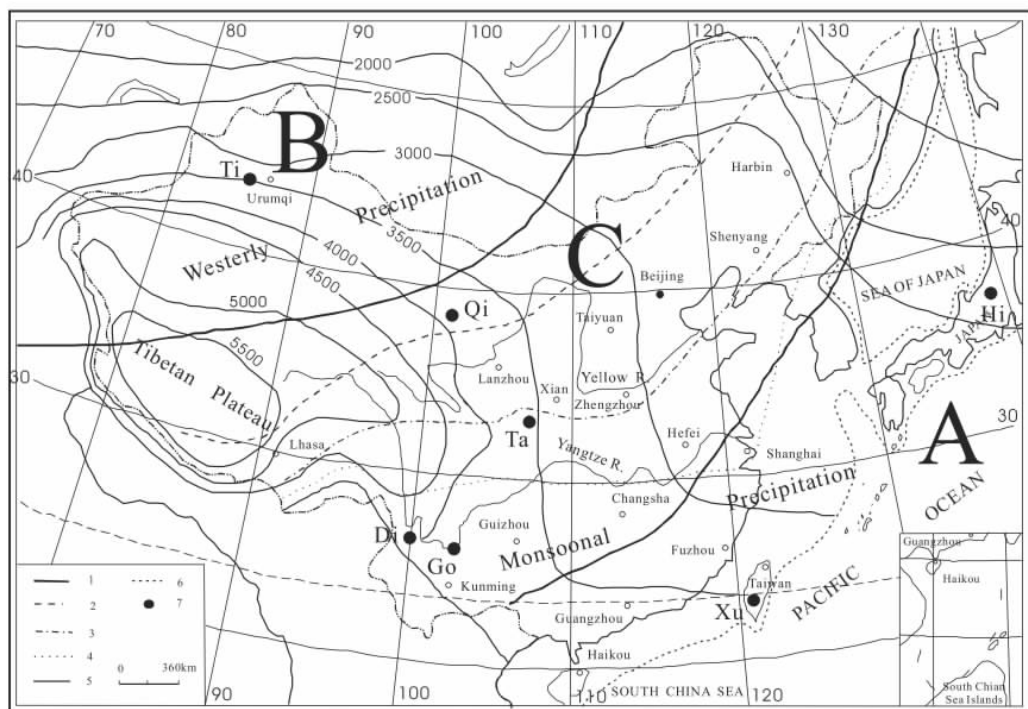 70
80
90
100
110
120
130
2000
2500
B
3000
Harbin
Ti
40
Urumqi
Precipitation
40
C
Shenyang
3500
4000
Westerly
4500
Beijing
SEA OF JAPAN
5000
Qi
Taiyuan
Hi
JAPAN
5500
Tibetan
Plateau
30
Lanzhou
Xian
Yellow R.
Zhengzhou
A
30
Ta
Hefei
Lhasa
Yangtze R.
Shanghai
Precipitation
Changsha
OCEAN
Di
Guizhou
Monsoonal
Fuzhou
Guangzhou
Go
Kunming
Taiwan
PACIFIC
Haikou
Xu
Guangzhou
1
2
3
4
5
6
7
0 360km
Haikou
90
100
110
SOUTH CHINA SEA
120
South Chian
Sea Islands